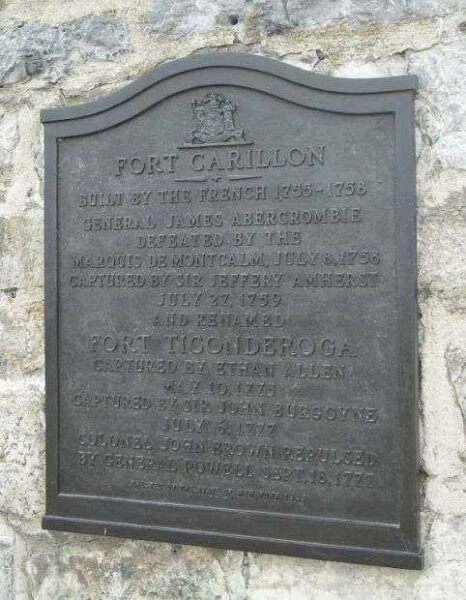 FORT CARILLON
BUILT BY THE FRENCH 1755-1758
GENERAL JAMES ABERCROMBIE
DEFEATED BY THE
MARQUIS DE MONTCALM, JULY 8, 1758
CAPTURED BY SIR JEFFERY AMHERST
JULY 27, 1759
AND RENAMED
FORT TICONDEROGA
CAPTURED BY ETHAN ALLEN
MAY 10, 1775
CAPTURED BY SIR JOHN BURGOYNE
JULY 6, 1777
COLONEL JOHN BROWN REPULSED
BY GENERAL POWELL SEPT. 18, 1777